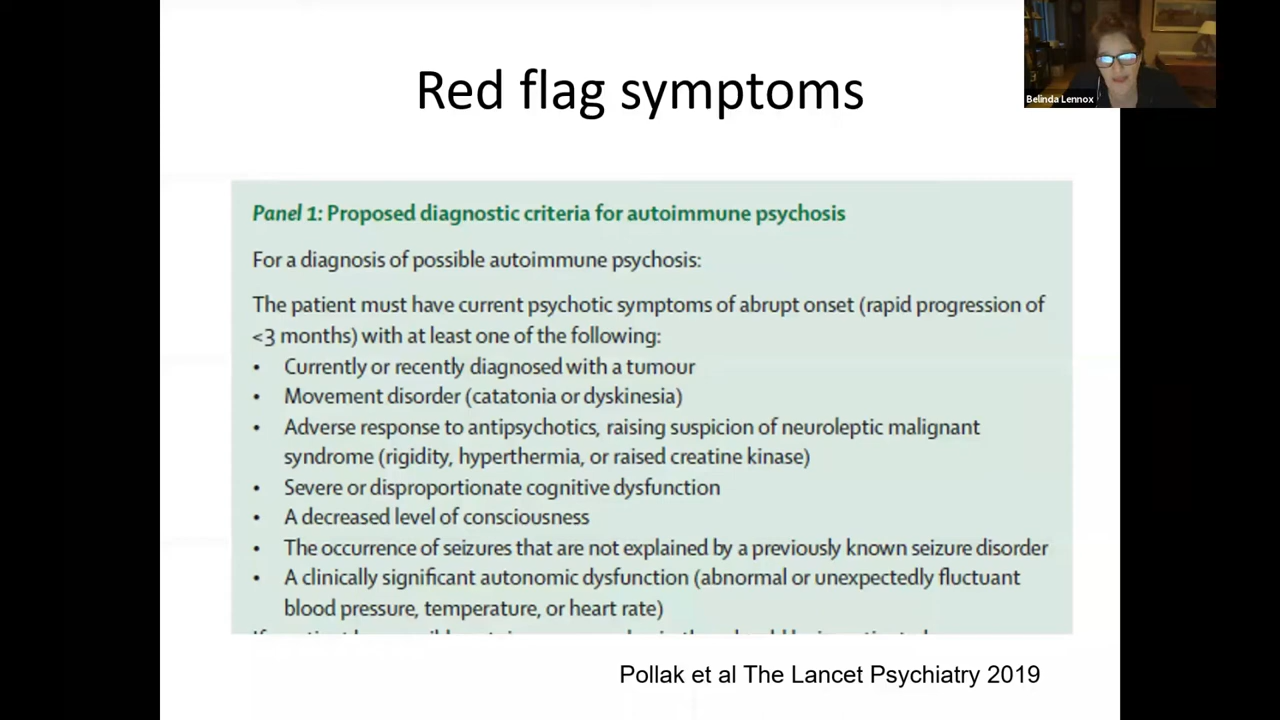 Red flag symptoms
Belinda Lennox
Panel 1: Proposed diagnostic criteria for autoimmune psychosis
For a diagnosis of possible autoimmune psychosis:
The patient must have current psychotic symptoms of abrupt onset (rapid progression of
<3 months) with at least one of the following:
• Currently or recently diagnosed with a tumour
• Movement disorder (catatonia or dyskinesia)
• Adverse response to antipsychotics, raising suspicion of neuroleptic malignant
syndrome (rigidity, hyperthermia, or raised creatine kinase)
• Severe or disproportionate cognitive dysfunction
• A decreased level of consciousness
• The occurrence of seizures that are not explained by a previously known seizure disorder
• A clinically significant autonomic dysfunction (abnormal or unexpectedly fluctuant
blood pressure, temperature, or heart rate)
Pollak et al The Lancet Psychiatry 2019